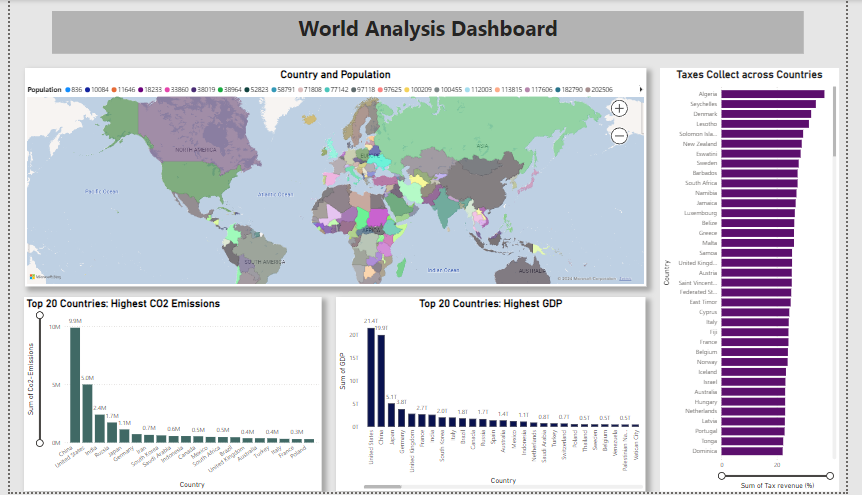 World Analysis Dashboard
Country and Population
Population 836 10084 11646 18233 33860 38019 38964 52823 58791 71808 77142 97118 97625 100209 100455 112003 113815 117606 182790 202506
NORTH AMERICA
ASIA
Pacific Ocean
Atlantic Ocean
AFRICA
SOUTH AMERICA
Indian Ocean
AUSTRALIA
Microsoft Bing
Taxes Collect across Countries
Country
Algeria
Seychelles
Denmark
Lesotho
Solomon Isla...
New Zealand
Eswatini
Sweden
Barbados
South Africa
Namibia
Jamaica
Luxembourg
Belize
Greece
Malta
Samoa
United Kingd...
Austria
Saint Vincent...
Federated St...
East Timor
Cyprus
Italy
Fiji
France
Belgium
Norway
Iceland
Israel
Australia
Hungary
Netherlands
Latvia
Portugal
Tonga
Dominica
0 20
Sum of Tax revenue (%)
Top 20 Countries: Highest CO2 Emissions
Sum of Co2-Emissions
10M
5M
0M
9.9M
5.0M
2.4M
1.7M
1.1M
0.7M
0.6M
0.5M
0.5M
0.4M
0.4M
0.3M
China
United States
India
Russia
Japan
Germany
Iran
South Korea
Saudi Arabia
Indonesia
Canada
Mexico
South Africa
Brazil
United Kingdom
Australia
Turkey
Italy
France
Poland
Country
Top 20 Countries: Highest GDP
Sum of GDP
20T
15T
10T
5T
0T
21.4T
19.9T
5.1T
3.8T
2.7T
2.0T
1.8T
1.7T
1.4T
1.1T
0.8T
0.7T
0.5T
0.5T
0.5T
United States
China
Japan
Germany
United Kingdom
France
India
South Korea
Italy
Brazil
Canada
Russia
Spain
Australia
Mexico
Indonesia
Netherlands
Saudi Arabia
Turkey
Switzerland
Poland
Thailand
Sweden
Belgium
Venezuela
Palestinian Na...
Vatican City
Country